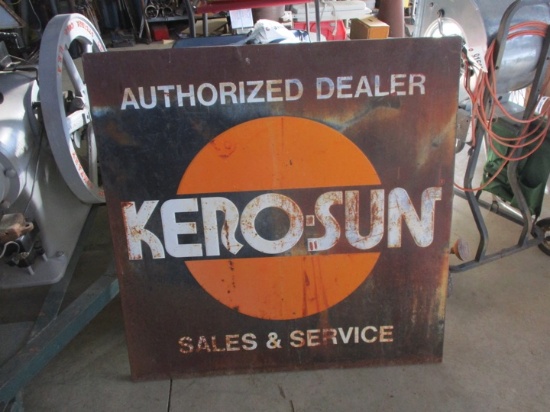 AUTHORIZED DEALER
KERO-SUN
SALES & SERVICE